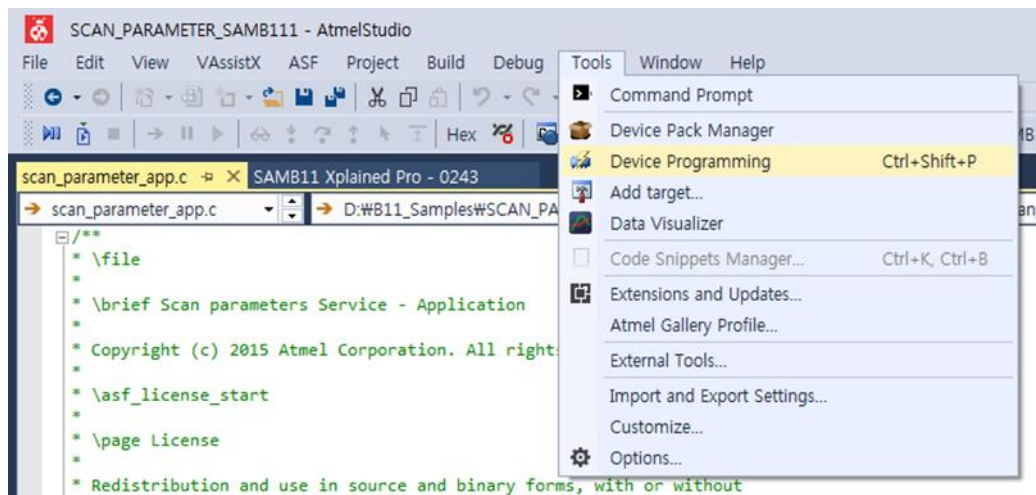 SCAN_PARAMETER_SAMB111 - AtmelStudio
File Edit View VAssistX ASF Project Build Debug Tools Window Help
Hex
scan_parameter_app.c SAMB11 Xplained Pro - 0243
scan_parameter_app.c D:₩B11_Samples₩SCAN_PA
/**
* \file
*
* \brief Scan parameters Service - Application
*
* Copyright (c) 2015 Atmel Corporation. All right
*
* \asf_license_start
*
* \page License
*
* Redistribution and use in source and binary forms, with or without
Command Prompt
Device Pack Manager
Device Programming Ctrl+Shift+P
Add target...
Data Visualizer
Code Snippets Manager... Ctrl+K, Ctrl+B
Extensions and Updates...
Atmel Gallery Profile...
External Tools...
Import and Export Settings...
Customize...
Options...